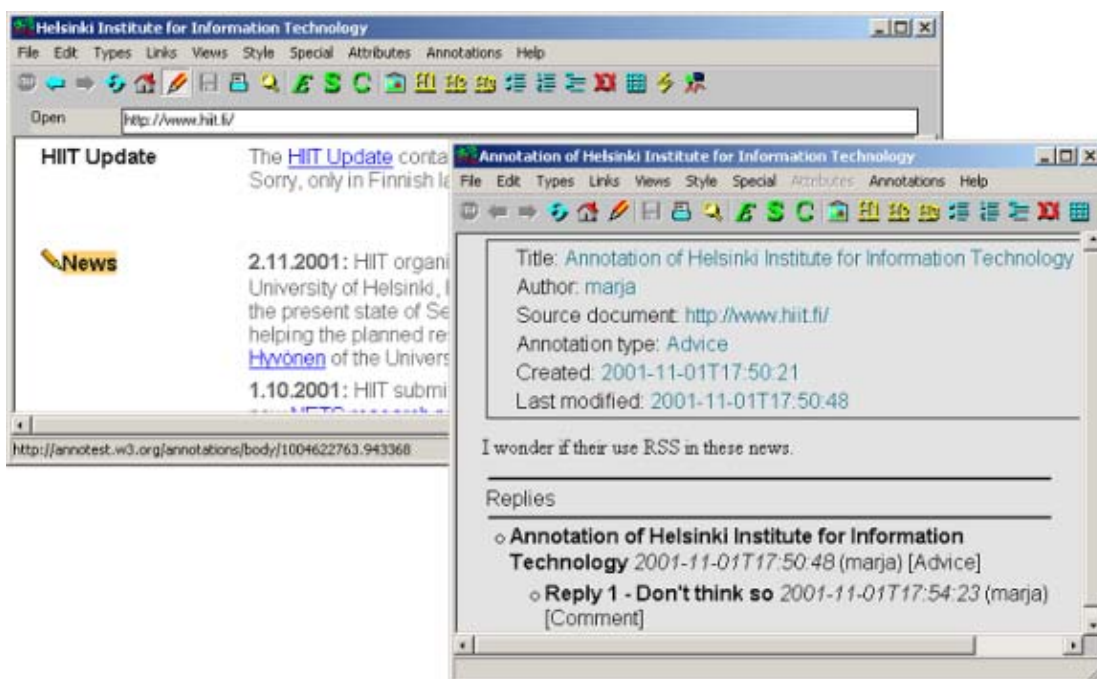 Helsinki Institute for Information Technology
File Edit Types Links Views Style Special Attributes Annotations Help
Open http://www.hiit.fi/
HIIT Update
The HIIT Update conta
Sorry, only in Finnish la
News
2.11.2001: HIIT organi
University of Helsinki,
the present state of Se
helping the planned re
Hyvönen of the Univers
1.10.2001: HIIT submi
http://annotest.w3.org/annotations/body/1004622763.943368
Annotation of Helsinki Institute for Information Technology
File Edit Types Links Views Style Special Attributes Annotations Help
Title: Annotation of Helsinki Institute for Information Technology
Author: marja
Source document: http://www.hiit.fi/
Annotation type: Advice
Created: 2001-11-01T17:50:21
Last modified: 2001-11-01T17:50:48
I wonder if their use RSS in these news.
Replies
Annotation of Helsinki Institute for Information
Technology 2001-11-01T17:50:48 (marja) [Advice]
Reply 1 - Don't think so 2001-11-01T17:54:23 (marja)
[Comment]